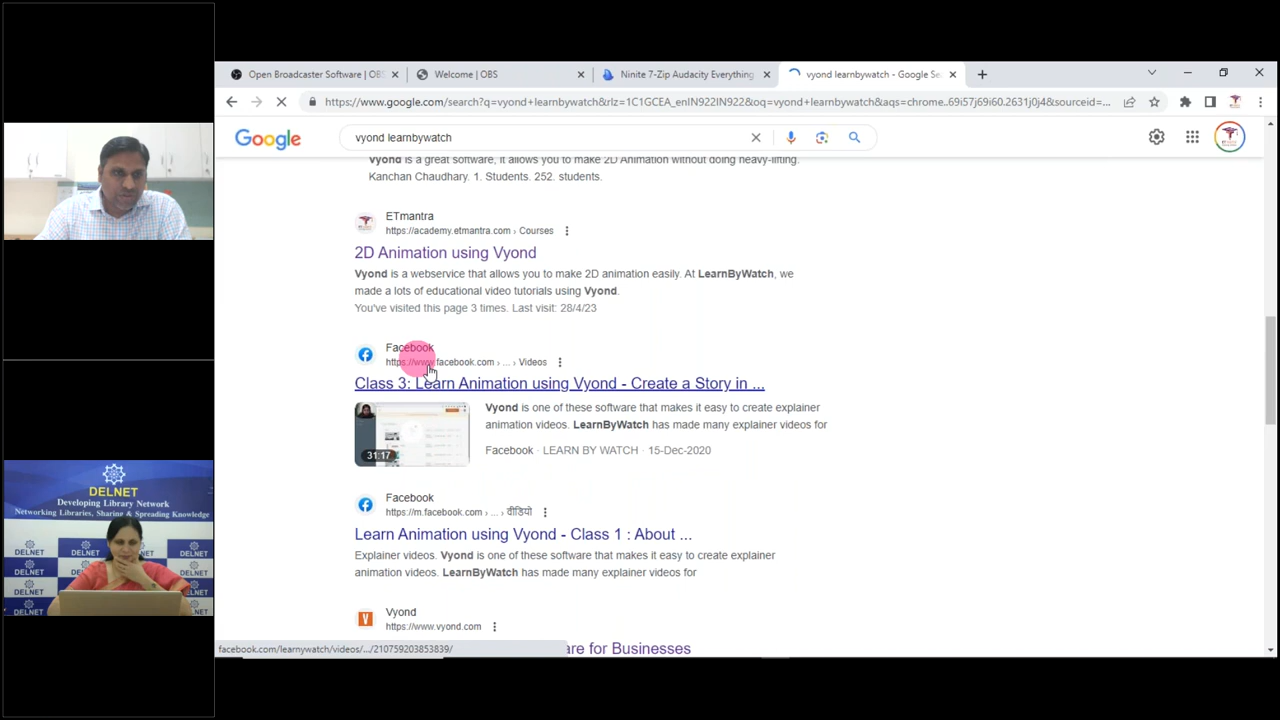 Open Broadcaster Software | OBS
Welcome | OBS
Ninite 7-Zip Audacity Everything
vyond learnbywatch - Google Se
https://www.google.com/search?q=vyond+learnbywatch&rlz=1C1GCEA_enIN922IN922&oq=vyond+learnbywatch&aqs=chrome..69i57j69i60.2631j0j4&sourceid=...
Google
vyond learnbywatch
Vyond is a great software, it allows you to make 2D Animation without doing heavy-lifting.
Kanchan Chaudhary. 1. Students. 252. students.
ETmantra
https://academy.etmantra.com › Courses
2D Animation using Vyond
Vyond is a webservice that allows you to make 2D animation easily. At LearnByWatch, we
made a lots of educational video tutorials using Vyond.
You've visited this page 3 times. Last visit: 28/4/23
Facebook
https://www.facebook.com › ... › Videos
Class 3: Learn Animation using Vyond - Create a Story in ...
Vyond is one of these software that makes it easy to create explainer
animation videos. LearnByWatch has made many explainer videos for
31:17
Facebook · LEARN BY WATCH · 15-Dec-2020
Facebook
https://m.facebook.com › ... › वीडियो
Learn Animation using Vyond - Class 1 : About ...
Explainer videos. Vyond is one of these software that makes it easy to create explainer
animation videos. LearnByWatch has made many explainer videos for
Vyond
https://www.vyond.com
are for Businesses
facebook.com/learnywatch/videos/.../210759203853839/
DELNET
Developing Library Network
Networking Libraries, Sharing & Spreading Knowledge
DELNET
DELNET
DELNET
DELNET
DELNET
DELNET